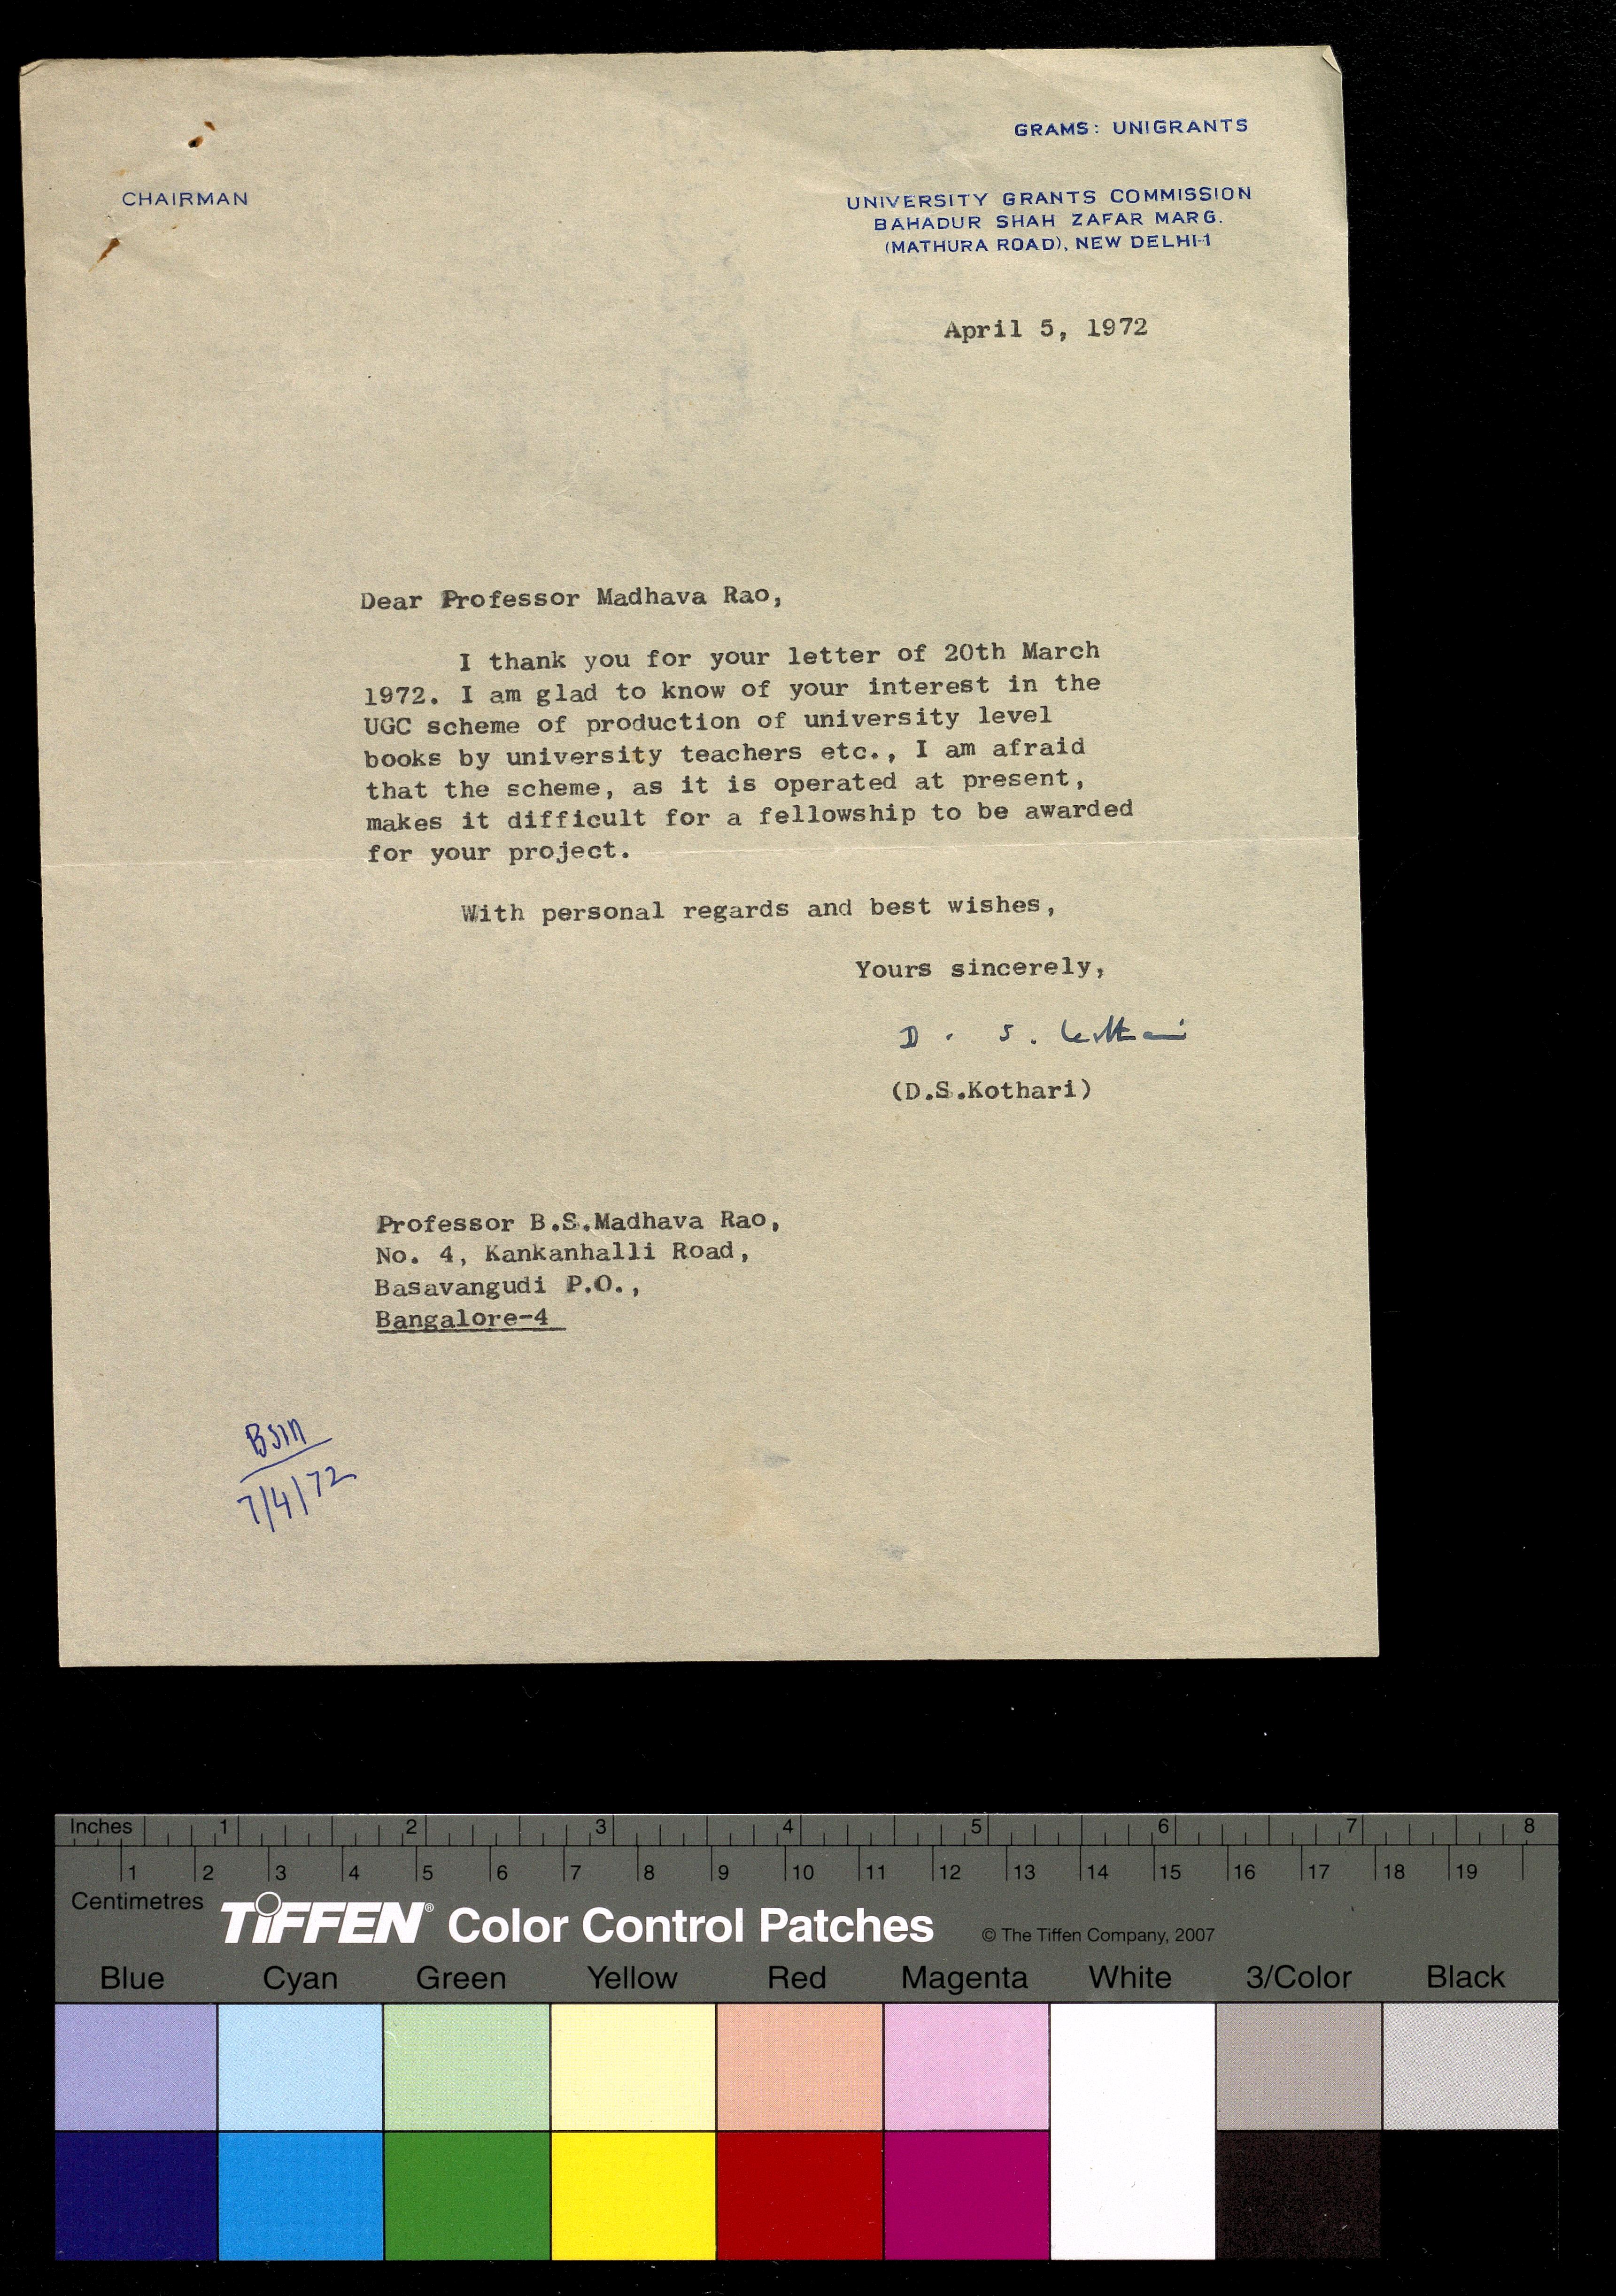 GRAMS: UNIGRANTS
CHAIRMAN
UNIVERSITY GRANTS COMMISSION
BAHADUR SHAH ZAFAR MARG.
(MATHURA ROAD), NEW DELHI-1
April 5, 1972
Dear Professor Madhava Rao,
I thank you for your letter of 20th March
1972. I am glad to know of your interest in the
UGC scheme of production of university level
books by university teachers etc., I am afraid
that the scheme, as it is operated at present,
makes it difficult for a fellowship to be awarded
for your project.
With personal regards and best wishes,
Yours sincerely,
D. S. Kothari
(D.S.Kothari)
Professor B.S.Madhava Rao,
No. 4, Kankanhalli Road,
Basavangudi P.O.,
Bangalore-4
BSM
7/4/72
Inches 1 2 3 4 5 6 7 8
1 2 3 4 5 6 7 8 9 10 11 12 13 14 15 16 17 18 19
Centimetres
TIFFEN® Color Control Patches © The Tiffen Company, 2007
Blue Cyan Green Yellow Red Magenta White 3/Color Black